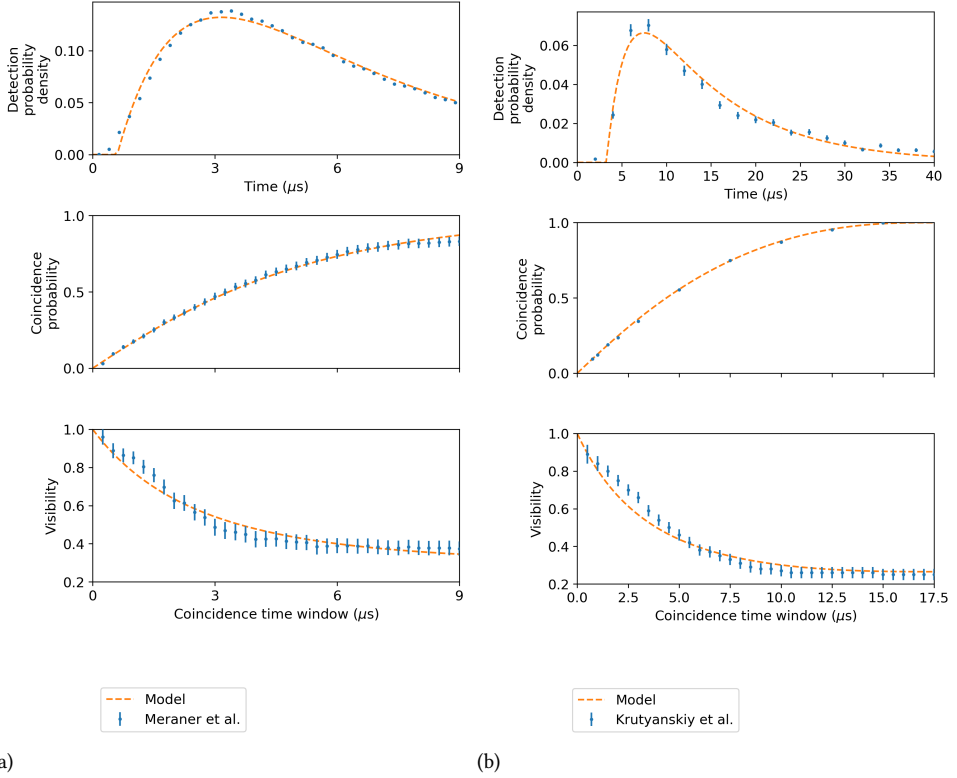 Detection
probability
density
0.10
0.05
0.00
0 3 6 9
Time (μs)
Coincidence
probability
1.0
0.5
0.0
Visibility
1.0
0.8
0.6
0.4
0.2
0 3 6 9
Coincidence time window (μs)
Model
Meraner et al.
a)
Detection
probability
density
0.06
0.04
0.02
0.00
0 5 10 15 20 25 30 35 40
Time (μs)
Coincidence
probability
1.0
0.5
0.0
Visibility
1.0
0.8
0.6
0.4
0.2
0.0 2.5 5.0 7.5 10.0 12.5 15.0 17.5
Coincidence time window (μs)
Model
Krutyanskiy et al.
(b)